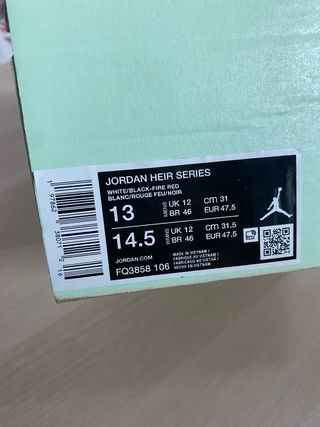 JORDAN HEIR SERIES
WHITE/BLACK-FIRE RED
BLANC/ROUGE FEU/NOIR
13 MENS UK 12 CM 31
BR 46 EUR 47.5
14.5 WMNS UK 12 CM 31.5
BR 46 EUR 47.5
JORDAN.COM
FQ3858 106
MADE IN VIETNAM /
FABRIQUÉ AU VIETNAM /
FABRICADO NO VIETNÃ /
HECHO EN VIETNAM